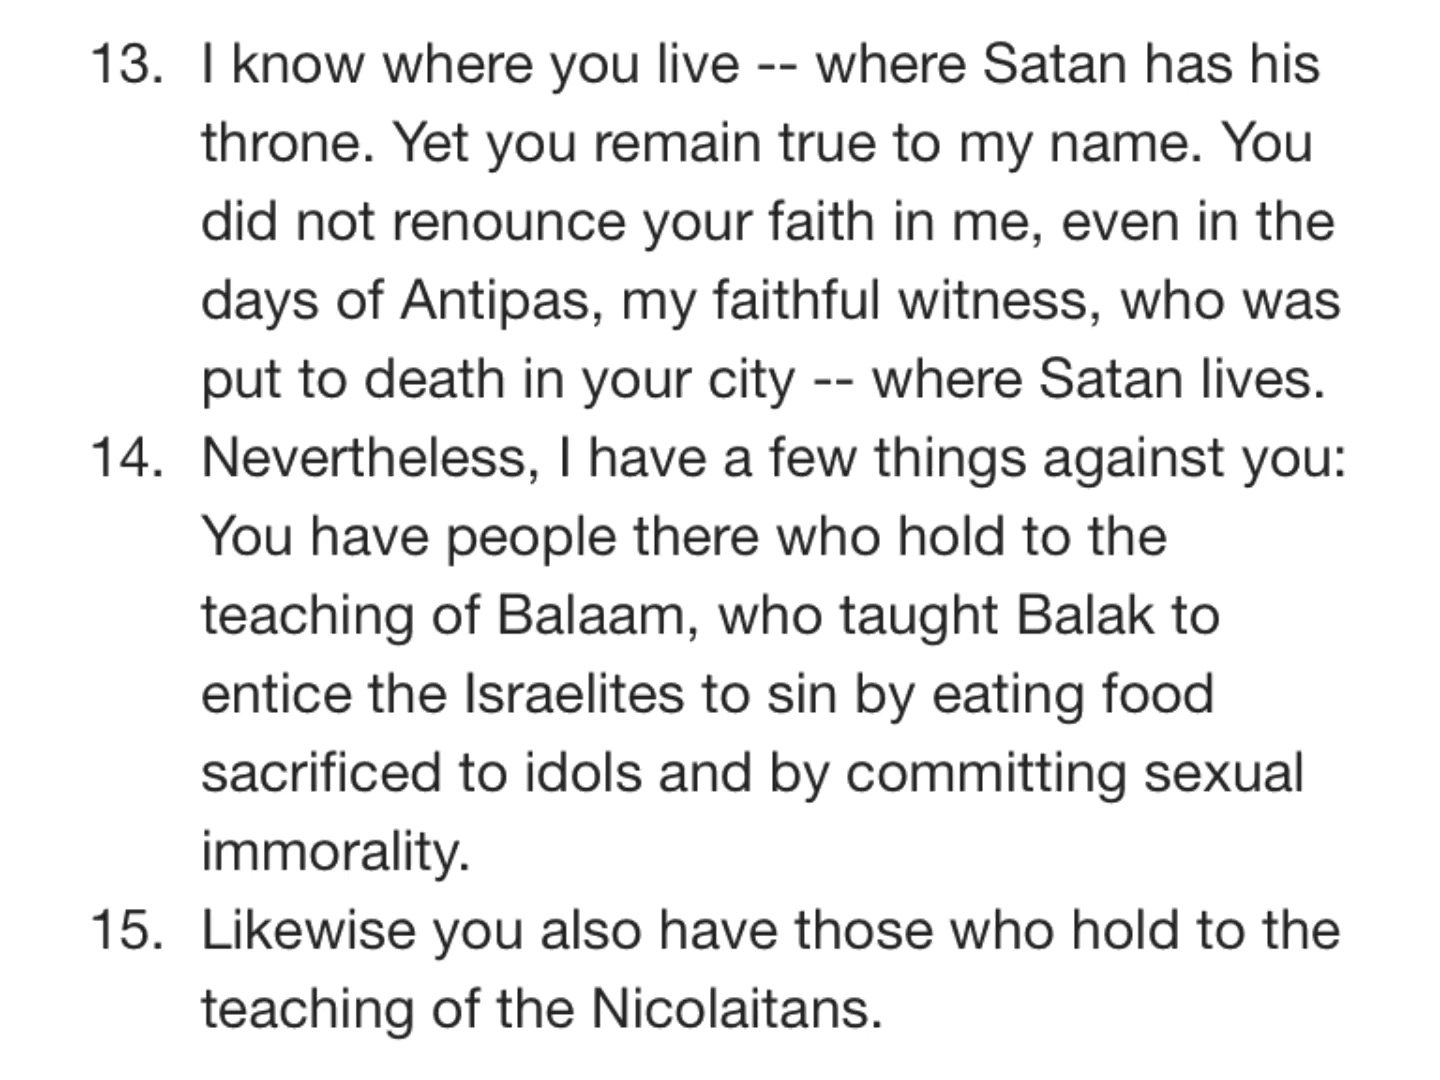 13. I know where you live -- where Satan has his
throne. Yet you remain true to my name. You
did not renounce your faith in me, even in the
days of Antipas, my faithful witness, who was
put to death in your city -- where Satan lives.
14. Nevertheless, I have a few things against you:
You have people there who hold to the
teaching of Balaam, who taught Balak to
entice the Israelites to sin by eating food
sacrificed to idols and by committing sexual
immorality.
15. Likewise you also have those who hold to the
teaching of the Nicolaitans.